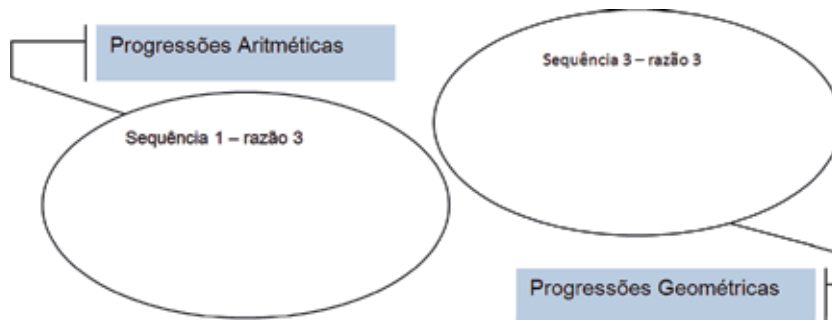 Progressões Aritméticas
Sequência 1 – razão 3
Sequência 3 – razão 3
Progressões Geométricas